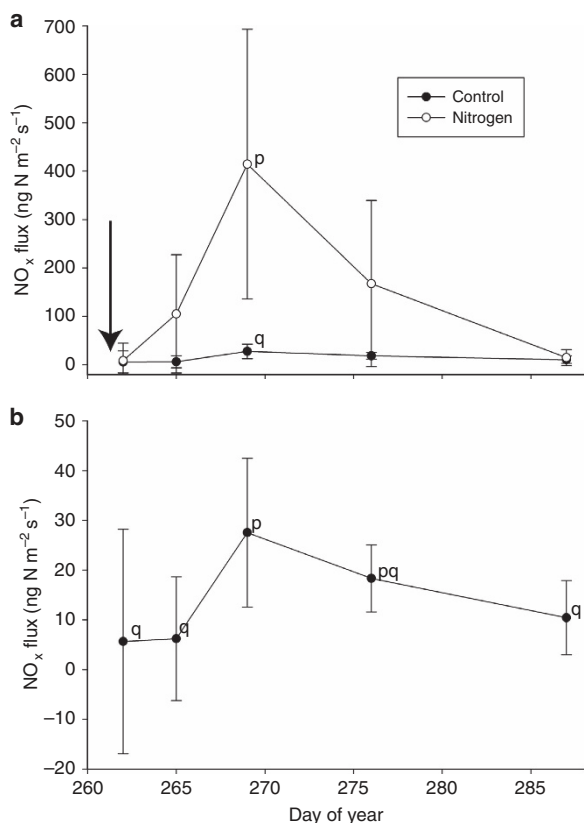 a
700
600
500
400
300
200
100
0
NOx flux (ng N m⁻² s⁻¹)
Control
Nitrogen
p
q
b
50
40
30
20
10
0
−10
−20
NOx flux (ng N m⁻² s⁻¹)
q
q
p
pq
q
260
265
270
275
280
285
Day of year